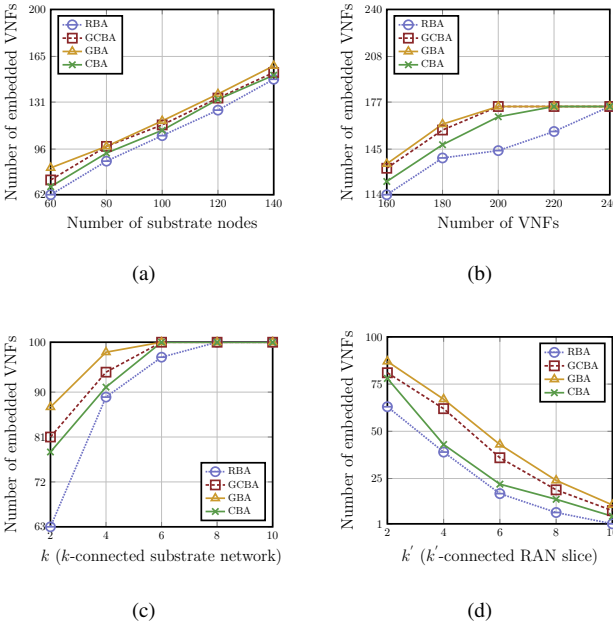 Number of embedded VNFs
200
165
131
96
62
RBA
GCBA
GBA
CBA
60 80 100 120 140
Number of substrate nodes
(a)
Number of embedded VNFs
240
208
177
145
114
RBA
GCBA
GBA
CBA
160 180 200 220 240
Number of VNFs
(b)
Number of embedded VNFs
100
90
81
72
63
RBA
GCBA
GBA
CBA
2 4 6 8 10
k (k-connected substrate network)
(c)
Number of embedded VNFs
100
75
50
25
1
RBA
GCBA
GBA
CBA
2 4 6 8 10
k′ (k′-connected RAN slice)
(d)